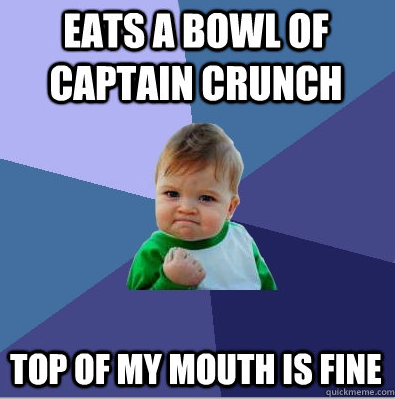 EATS A BOWL OF
CAPTAIN CRUNCH
TOP OF MY MOUTH IS FINE
quickmeme.com